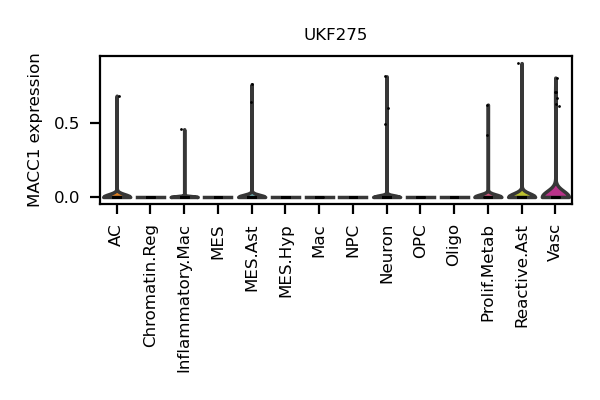 UKF275
MACC1 expression
0.5
0.0
AC
Chromatin.Reg
Inflammatory.Mac
MES
MES.Ast
MES.Hyp
Mac
NPC
Neuron
OPC
Oligo
Prolif.Metab
Reactive.Ast
Vasc